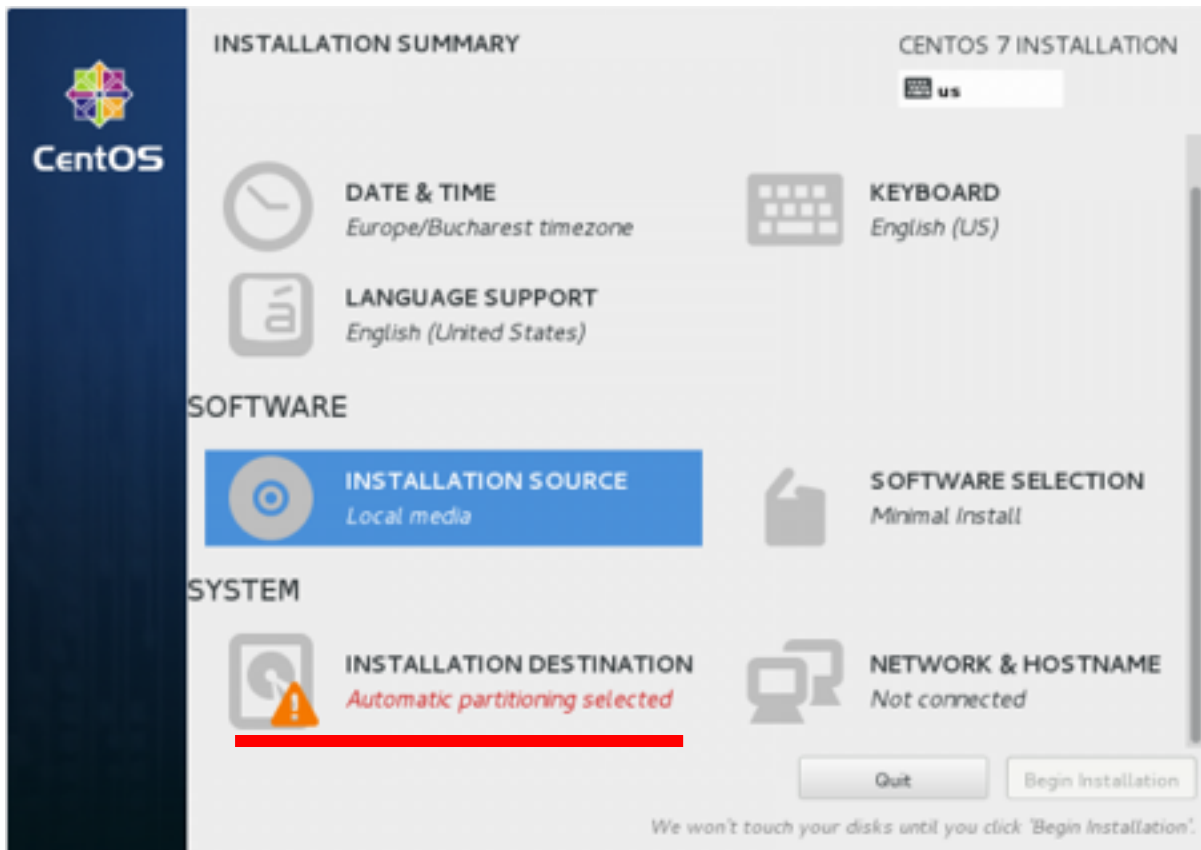 INSTALLATION SUMMARY
CENTOS 7 INSTALLATION
us
CentOS
DATE & TIME
Europe/Bucharest timezone
KEYBOARD
English (US)
á
LANGUAGE SUPPORT
English (United States)
SOFTWARE
INSTALLATION SOURCE
Local media
SOFTWARE SELECTION
Minimal Install
SYSTEM
INSTALLATION DESTINATION
Automatic partitioning selected
NETWORK & HOSTNAME
Not connected
Quit
Begin Installation
We won't touch your disks until you click 'Begin Installation'.